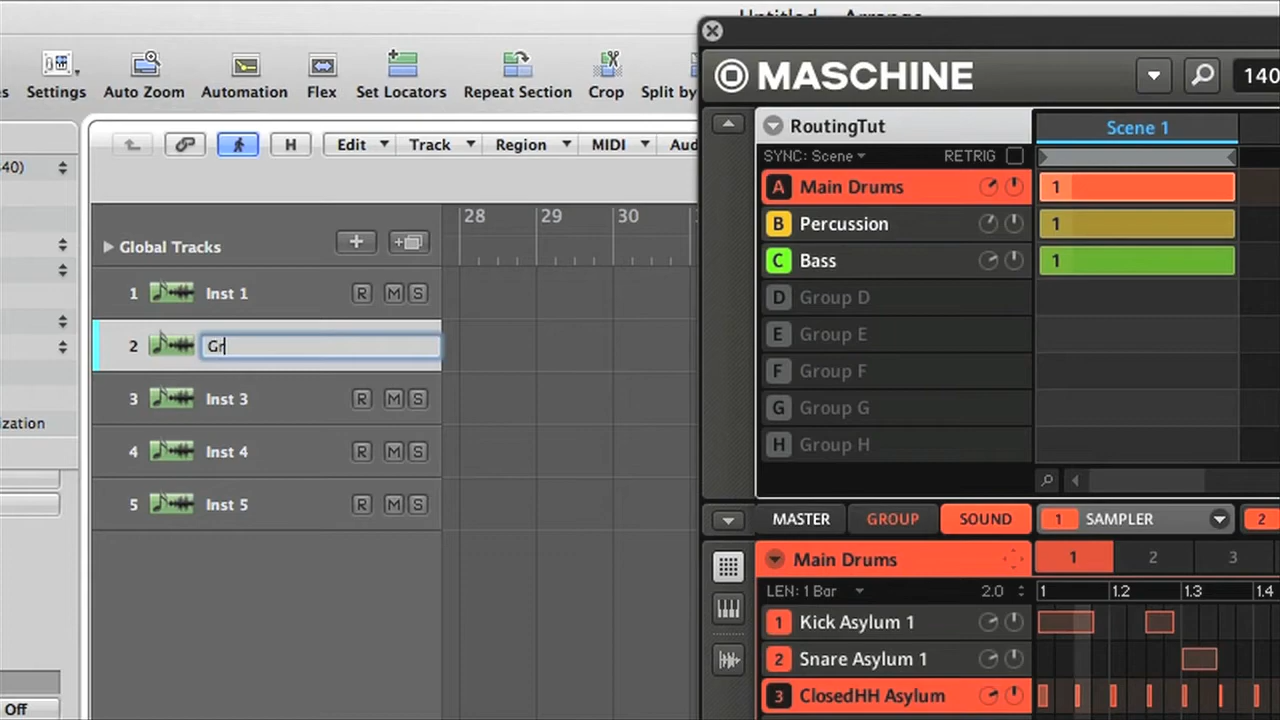 Settings
Auto Zoom
Automation
Flex
Set Locators
Repeat Section
Crop
Split by
H
Edit
Track
Region
MIDI
Aud
40)
28
29
30
Global Tracks
1 Inst 1 R M S
2 Gr
3 Inst 3 R M S
4 Inst 4 R M S
5 Inst 5 R M S
ization
Off
MASCHINE
140
RoutingTut
Scene 1
SYNC: Scene
RETRIG
A Main Drums 1
B Percussion 1
C Bass 1
D Group D
E Group E
F Group F
G Group G
H Group H
MASTER
GROUP
SOUND
1 SAMPLER
2
Main Drums
1 2 3
LEN: 1 Bar
2.0
1 1.2 1.3 1.4
1 Kick Asylum 1
2 Snare Asylum 1
3 ClosedHH Asylum